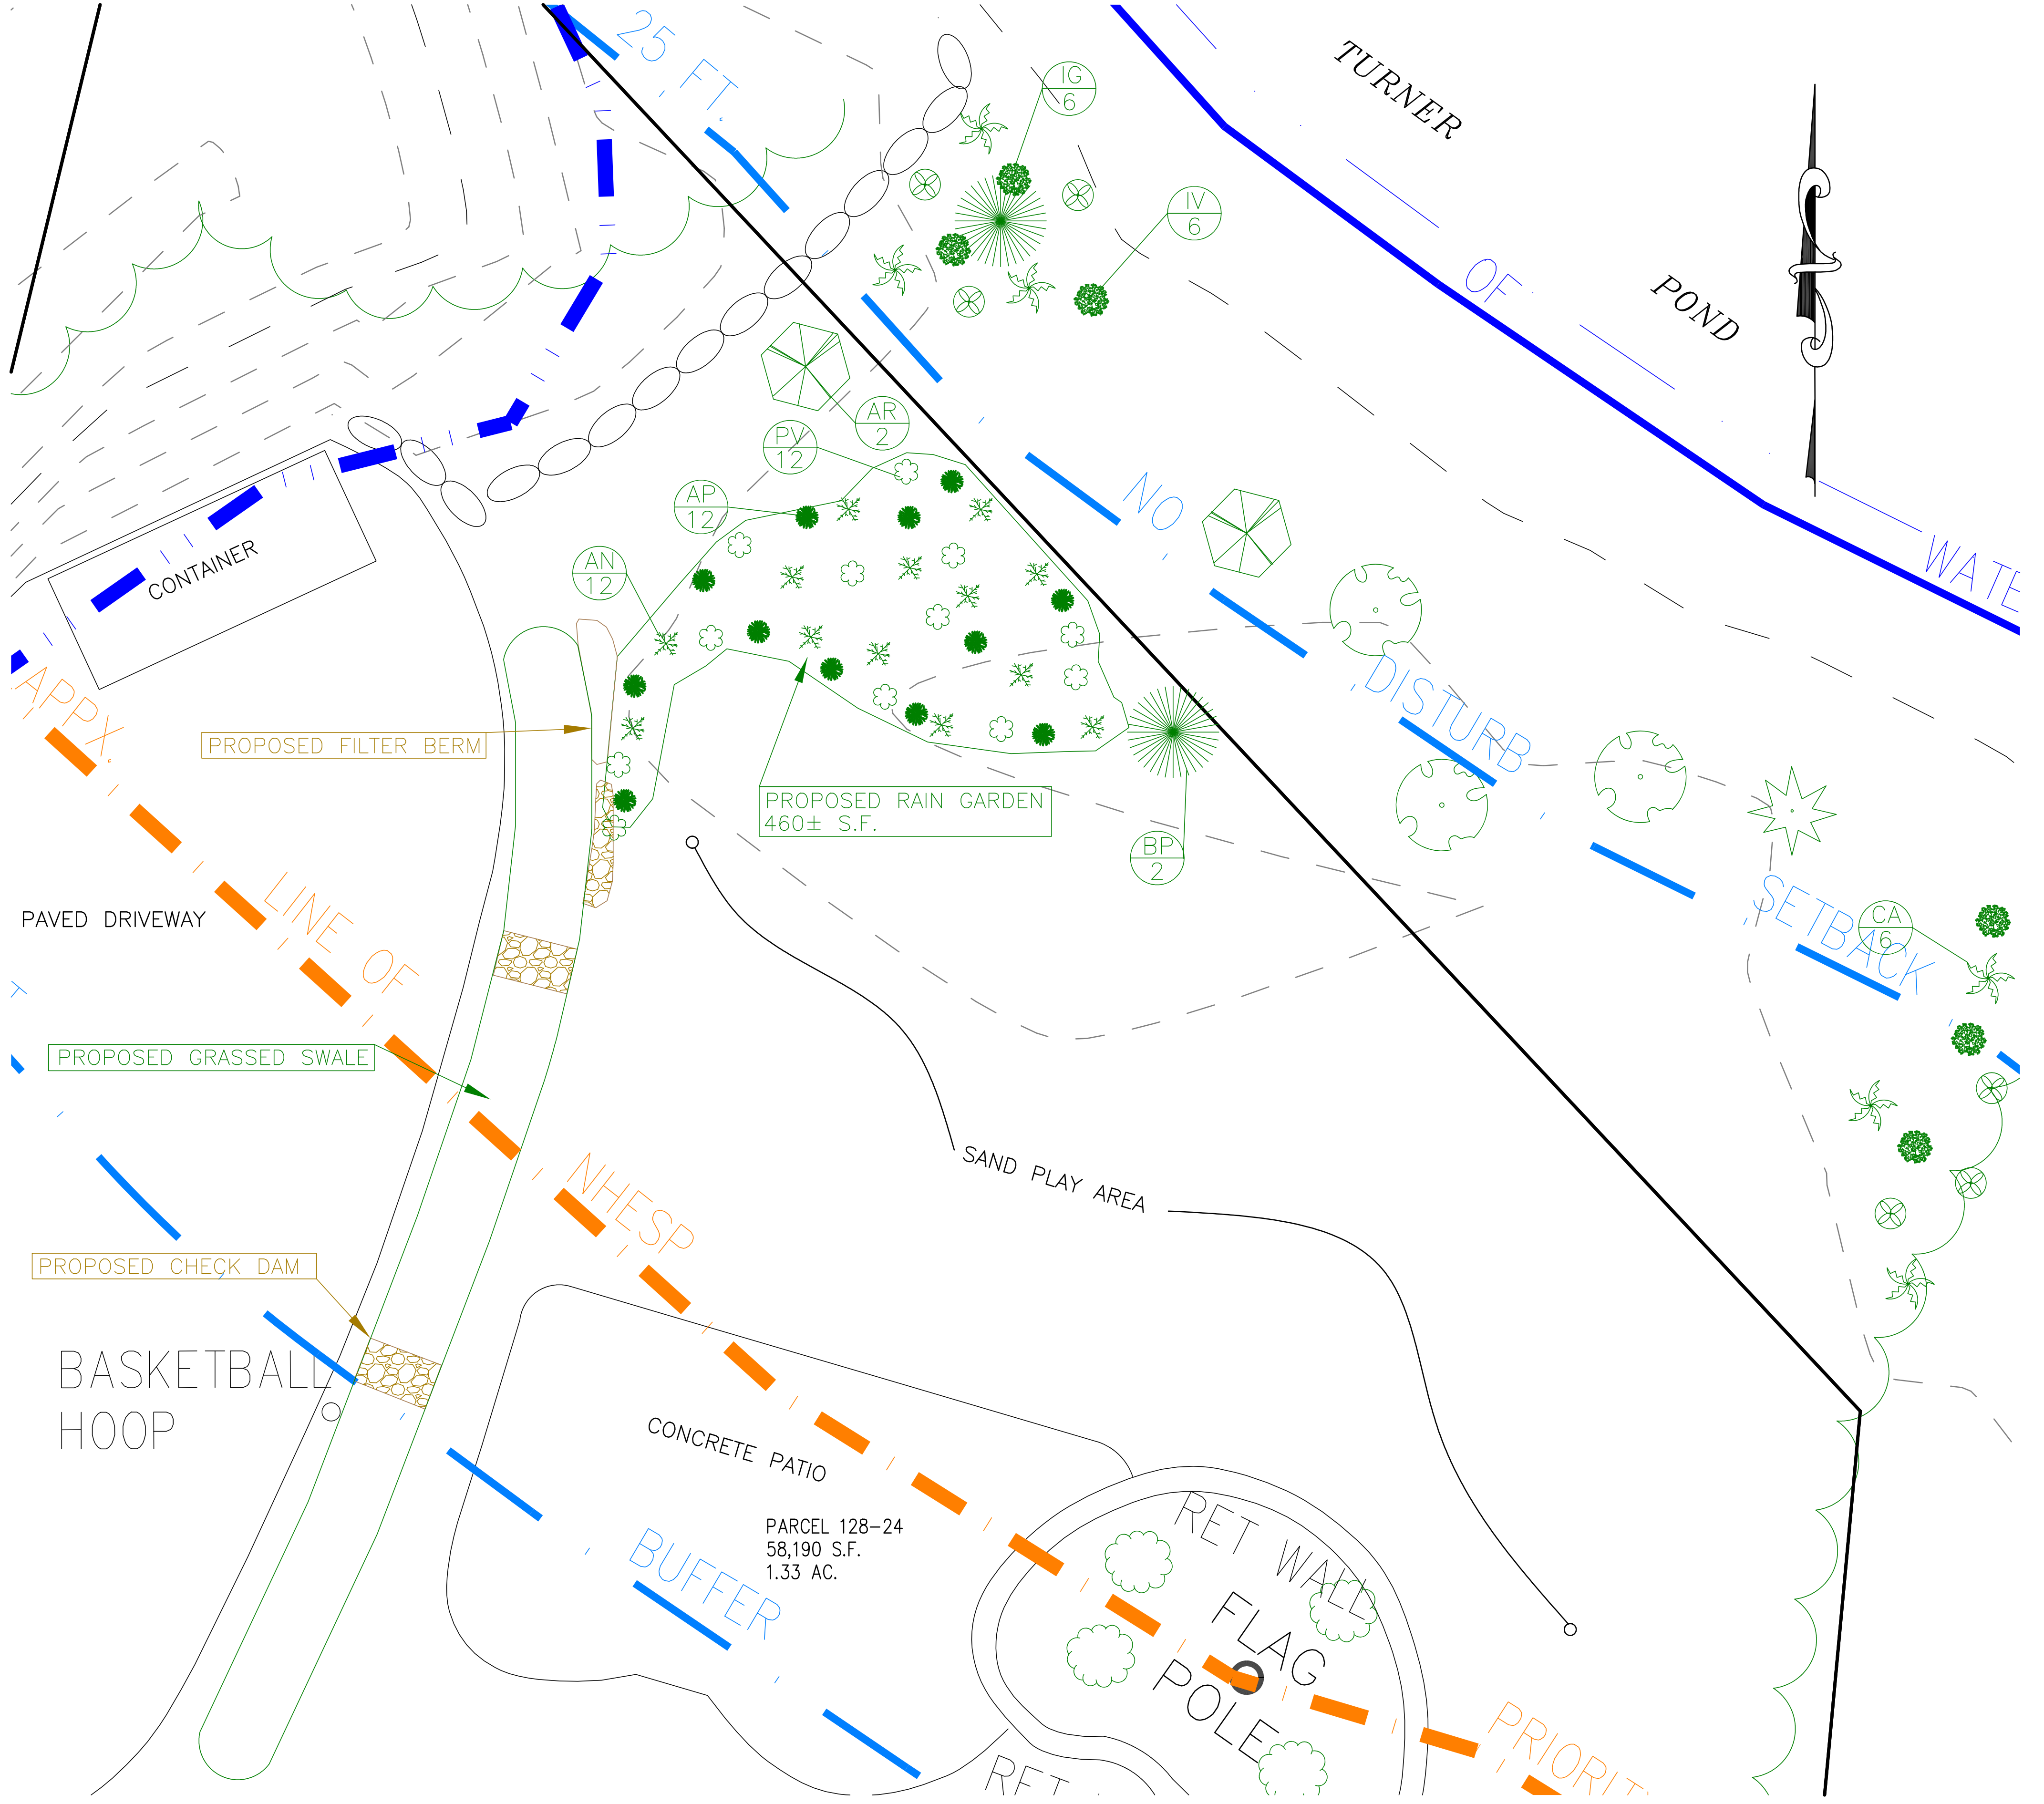 25 FT.
TURNER
IG
6
IV
6
OF
POND
AR
2
PV
12
AP
12
NO
AN
12
CONTAINER
APPX.
DISTURB
PROPOSED FILTER BERM
PROPOSED RAIN GARDEN
460± S.F.
BP
2
PAVED DRIVEWAY
LINE OF
SETBACK
CA
6
PROPOSED GRASSED SWALE
SAND PLAY AREA
NHESP
PROPOSED CHECK DAM
BASKETBALL
HOOP
CONCRETE PATIO
PARCEL 128-24
58,190 S.F.
1.33 AC.
BUFFER
RET WALL
FLAG
POLE
RET